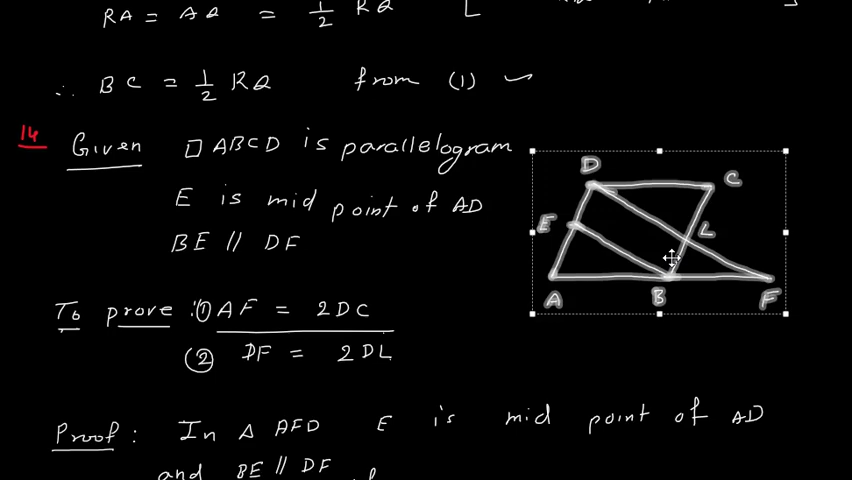 RA = AQ = 1/2 RQ
∴ BC = 1/2 RQ from (1)
14
Given □ ABCD is parallelogram
E is mid point of AD
BE // DF
To prove : ① AF = 2DC
② DF = 2DL
Proof : In Δ AFD E is mid point of AD
and BE // DF
D
C
E
L
A
B
F